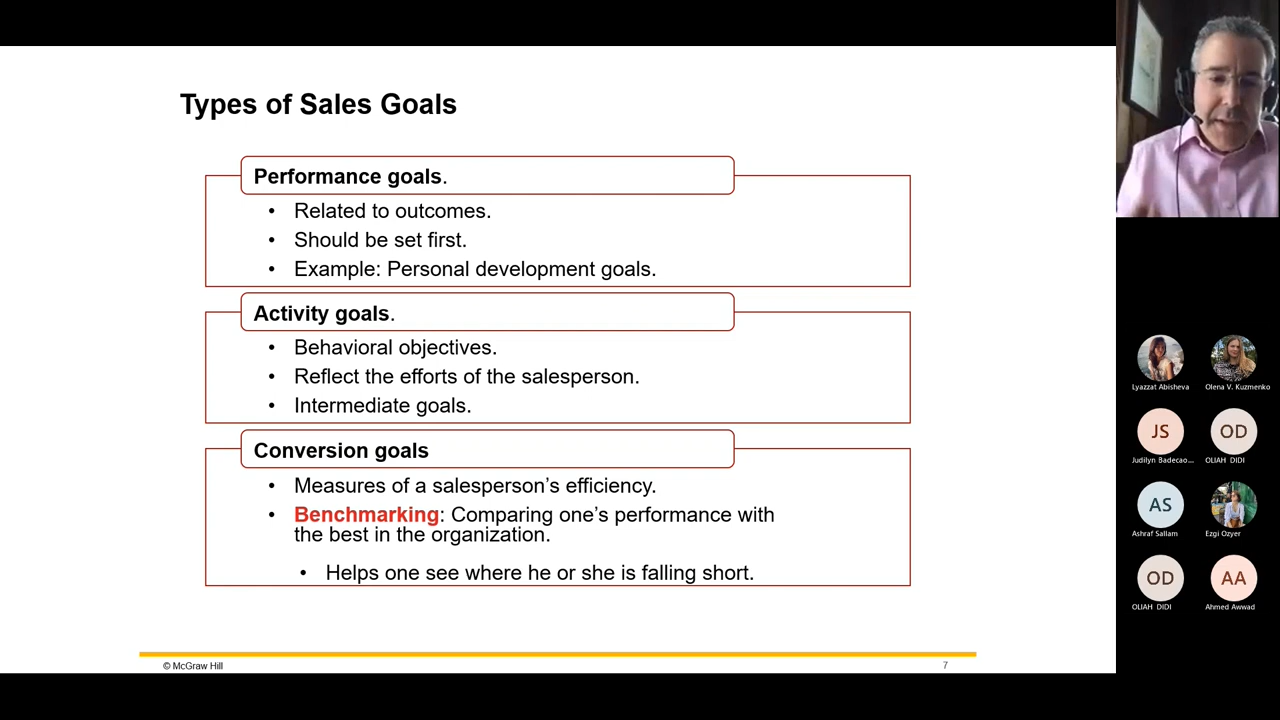 Types of Sales Goals
Performance goals.
• Related to outcomes.
• Should be set first.
• Example: Personal development goals.
Activity goals.
• Behavioral objectives.
• Reflect the efforts of the salesperson.
• Intermediate goals.
Conversion goals
• Measures of a salesperson’s efficiency.
• Benchmarking: Comparing one’s performance with
the best in the organization.
• Helps one see where he or she is falling short.
© McGraw Hill
7
Lyazzat Abisheva
Olena V. Kuzmenko
JS
OD
Judilyn Badecao...
OLIAH DIDI
AS
Ashraf Sallam
Ezgi Ozyer
OD
AA
OLIAH DIDI
Ahmed Awwad